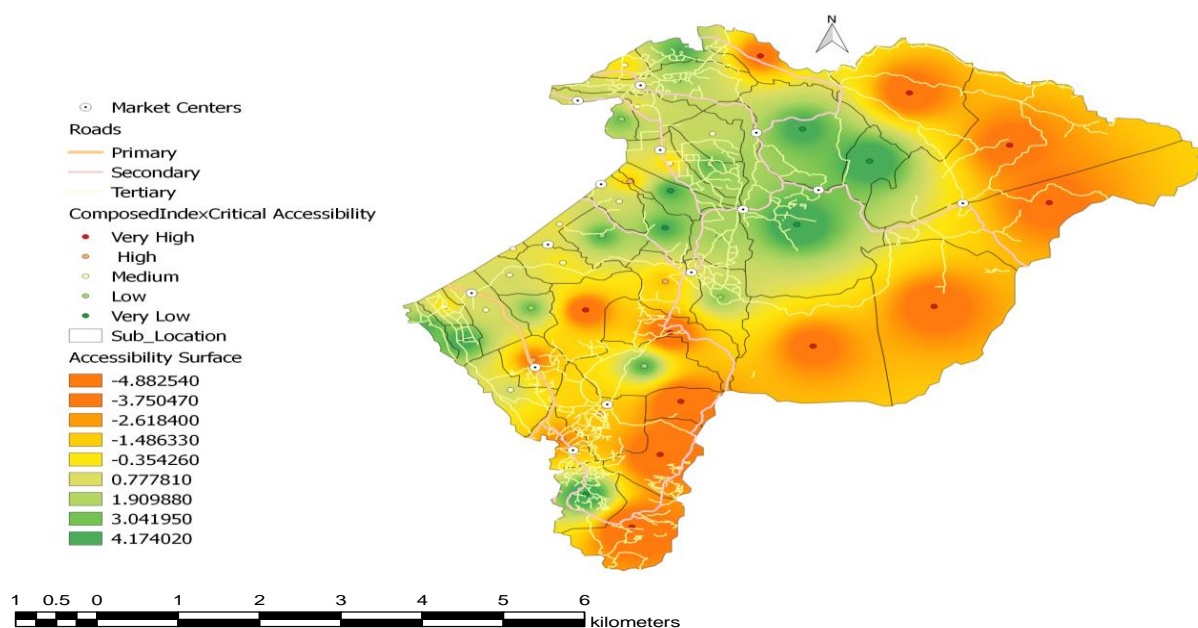 N
Market Centers
Roads
Primary
Secondary
Tertiary
ComposedIndexCritical Accessibility
Very High
High
Medium
Low
Very Low
Sub_Location
Accessibility Surface
-4.882540
-3.750470
-2.618400
-1.486330
-0.354260
0.777810
1.909880
3.041950
4.174020
1 0.5 0 1 2 3 4 5 6
kilometers